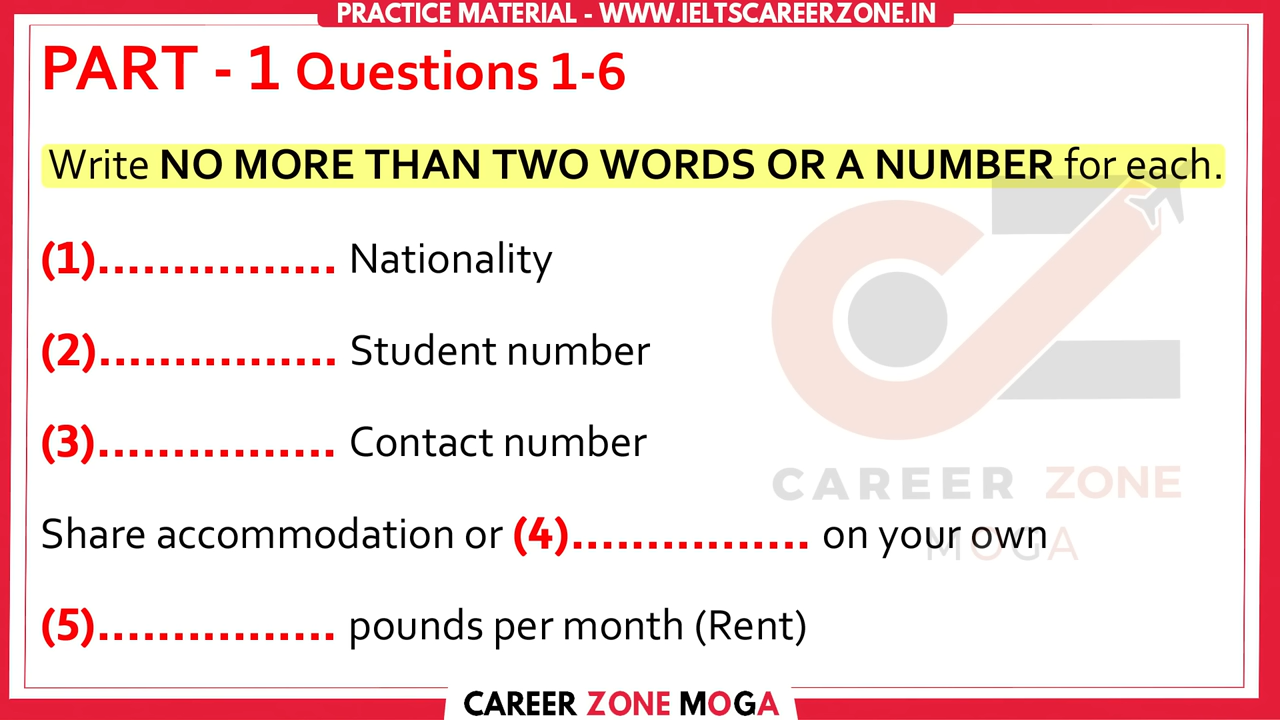 PRACTICE MATERIAL - WWW.IELTSCAREERZONE.IN
PART - 1 Questions 1-6
Write NO MORE THAN TWO WORDS OR A NUMBER for each.
(1)................ Nationality
(2)................ Student number
(3)................ Contact number
CAREER ZONE
Share accommodation or (4)................ on your own
MOGA
(5)................ pounds per month (Rent)
CAREER ZONE MOGA